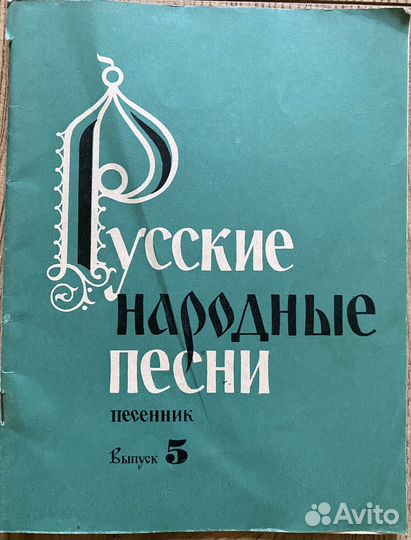 Русские
народные
песни
песенник
Выпуск 5
Avito